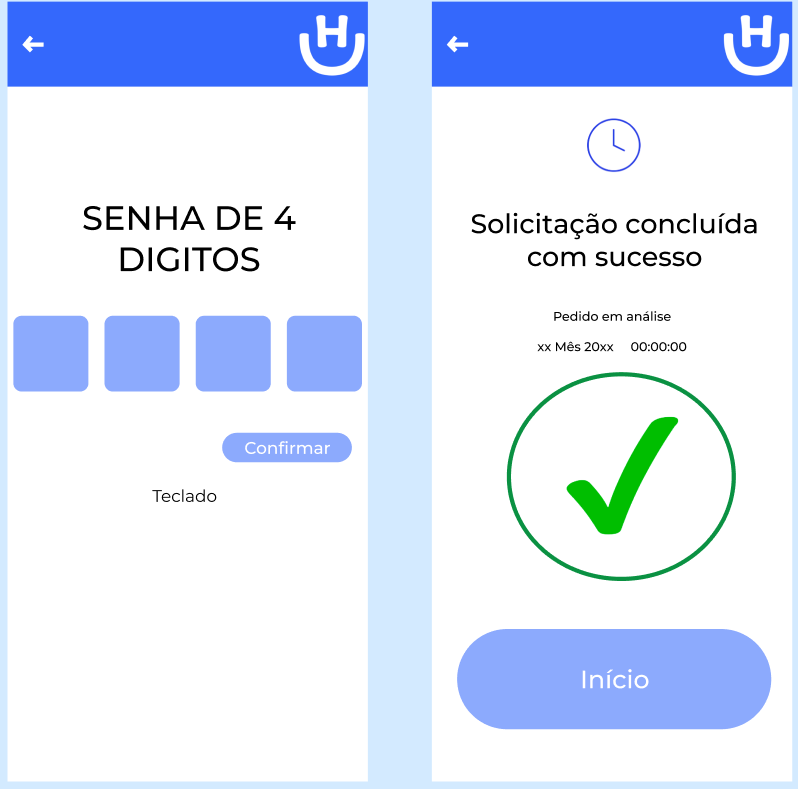 H
SENHA DE 4
DIGITOS
Confirmar
Teclado
H
Solicitação concluída
com sucesso
Pedido em análise
xx Mês 20xx 00:00:00
Início